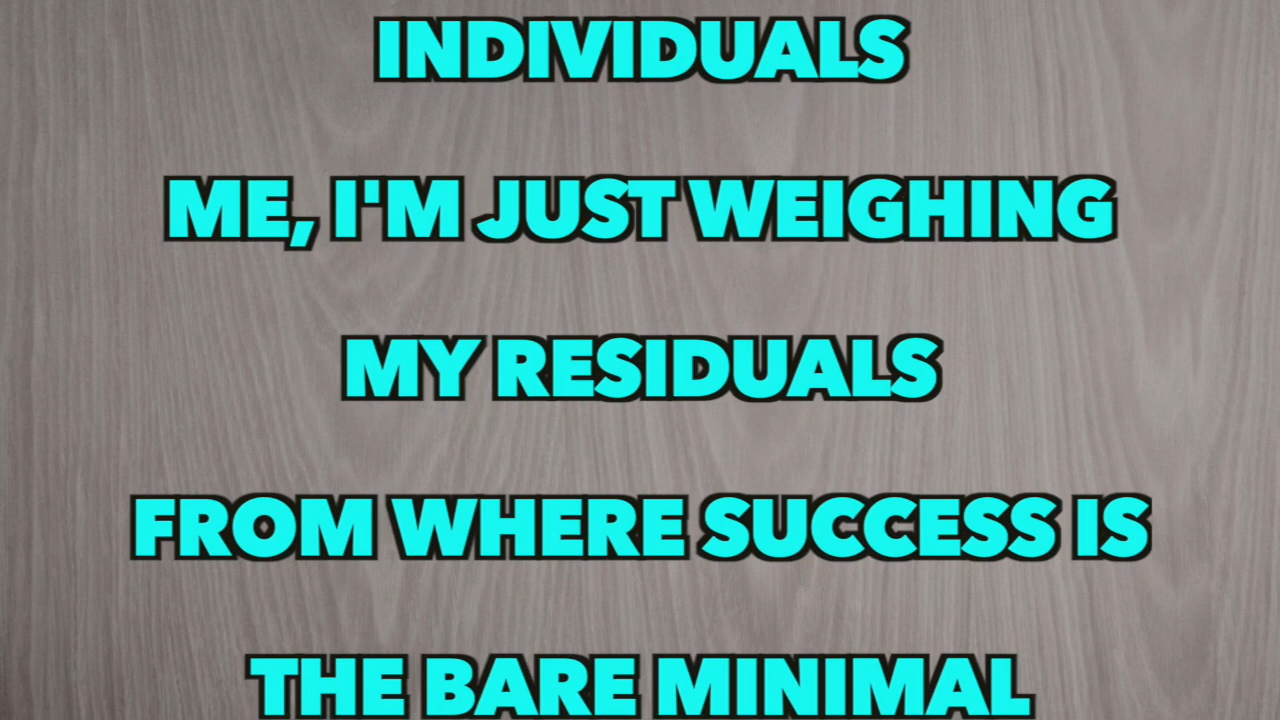 INDIVIDUALS
ME, I'M JUST WEIGHING
MY RESIDUALS
FROM WHERE SUCCESS IS
THE BARE MINIMAL